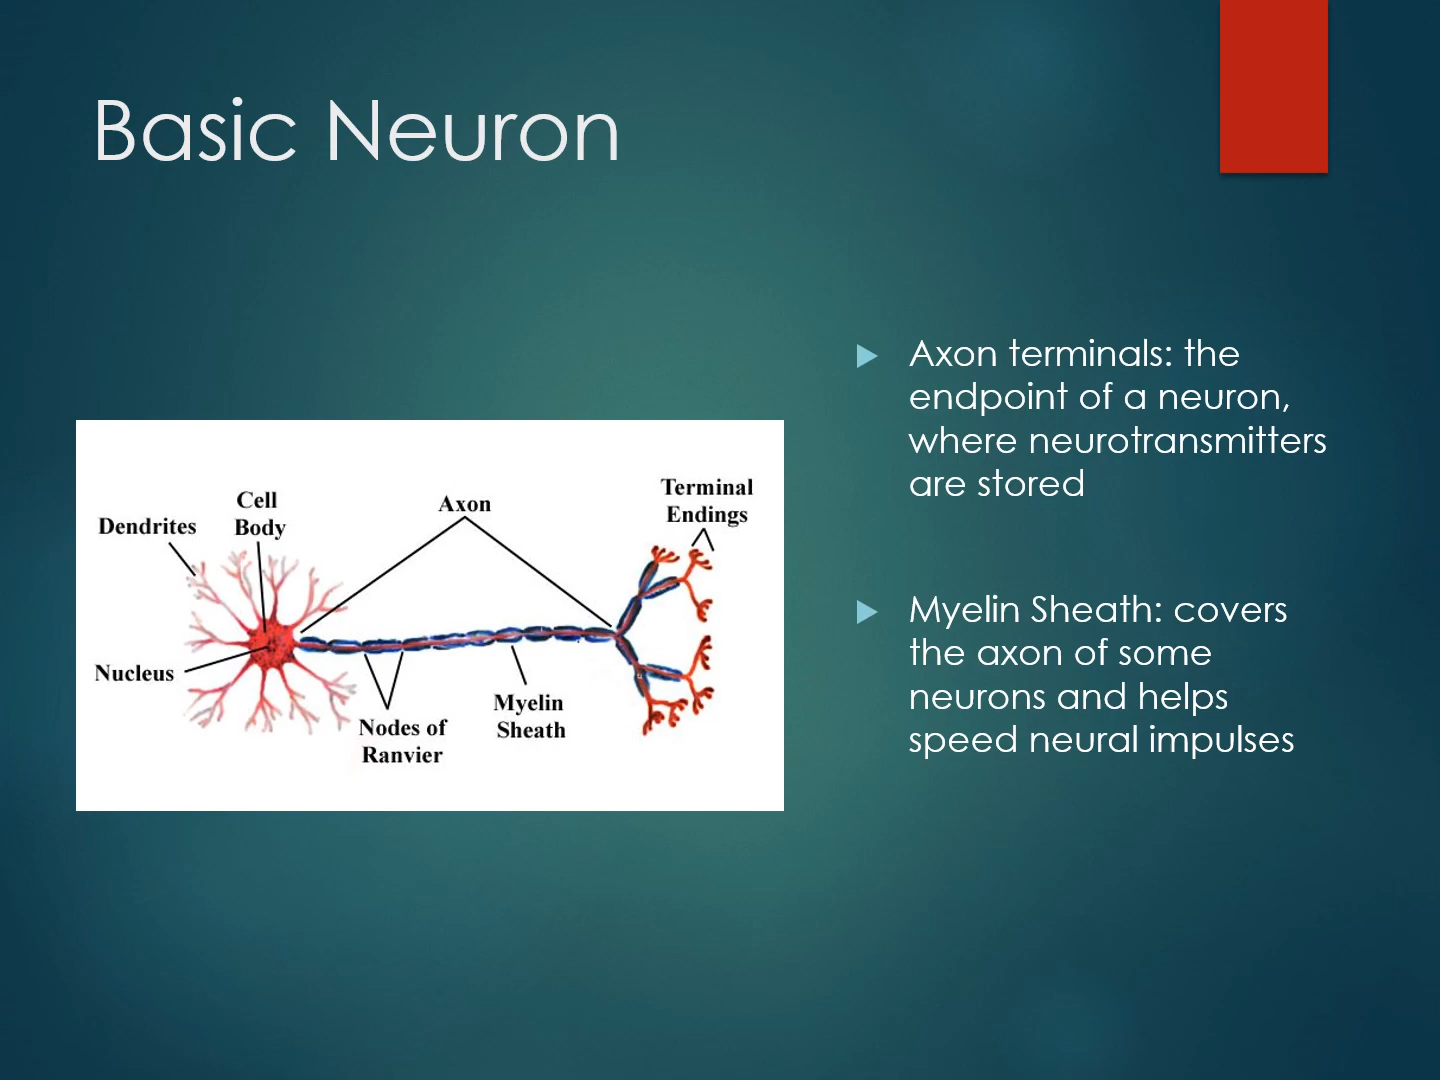 Basic Neuron
Dendrites
Cell
Body
Axon
Terminal
Endings
Nucleus
Nodes of
Ranvier
Myelin
Sheath
Axon terminals: the
endpoint of a neuron,
where neurotransmitters
are stored
Myelin Sheath: covers
the axon of some
neurons and helps
speed neural impulses